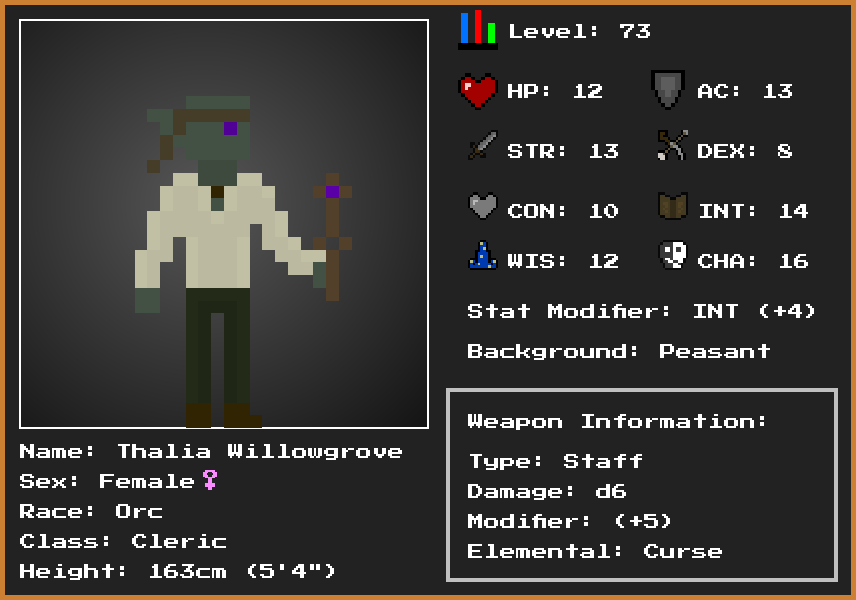 Level: 73
HP: 12
AC: 13
STR: 13
DEX: 8
CON: 10
INT: 14
WIS: 12
CHA: 16
Stat Modifier: INT (+4)
Background: Peasant
Weapon Information:
Type: Staff
Damage: d6
Modifier: (+5)
Elemental: Curse
Name: Thalia Willowgrove
Sex: Female♀
Race: Orc
Class: Cleric
Height: 163cm (5'4")